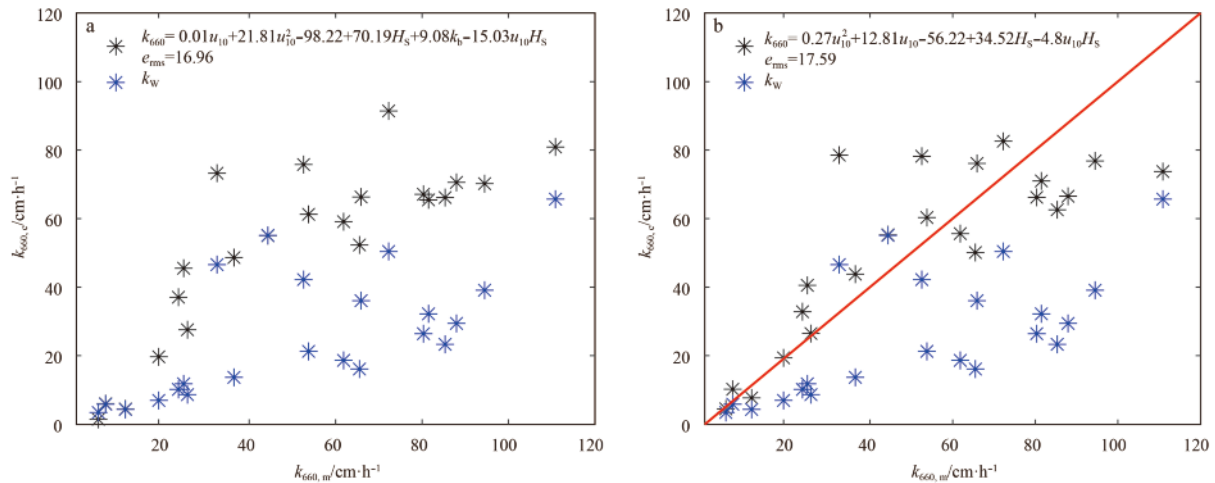 a
k660= 0.01u10+21.81u10²–98.22+70.19HS+9.08kb–15.03u10HS
erms=16.96
kW
120
100
80
60
40
20
0
20
40
60
80
100
120
k660, c/cm·h⁻¹
k660, m/cm·h⁻¹
b
k660= 0.27u10²+12.81u10–56.22+34.52HS–4.8u10HS
erms=17.59
kW
120
100
80
60
40
20
0
20
40
60
80
100
120
k660, c/cm·h⁻¹
k660, m/cm·h⁻¹